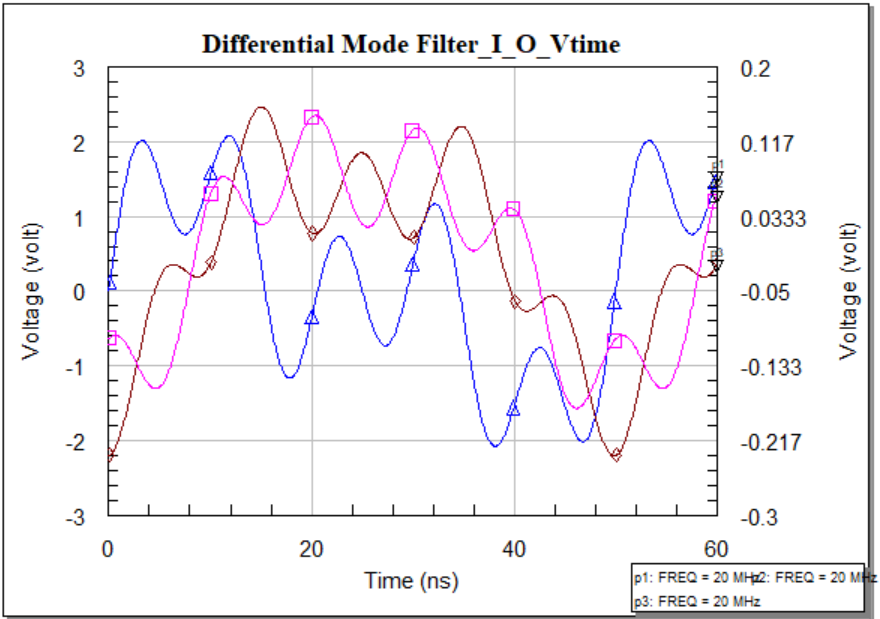 Differential Mode Filter_I_O_Vtime
3
2
1
0
-1
-2
-3
Voltage (volt)
0.2
0.117
0.0333
-0.05
-0.133
-0.217
-0.3
Voltage (volt)
p1
p3
0
20
40
60
Time (ns)
p1: FREQ = 20 MHz p2: FREQ = 20 MHz
p3: FREQ = 20 MHz